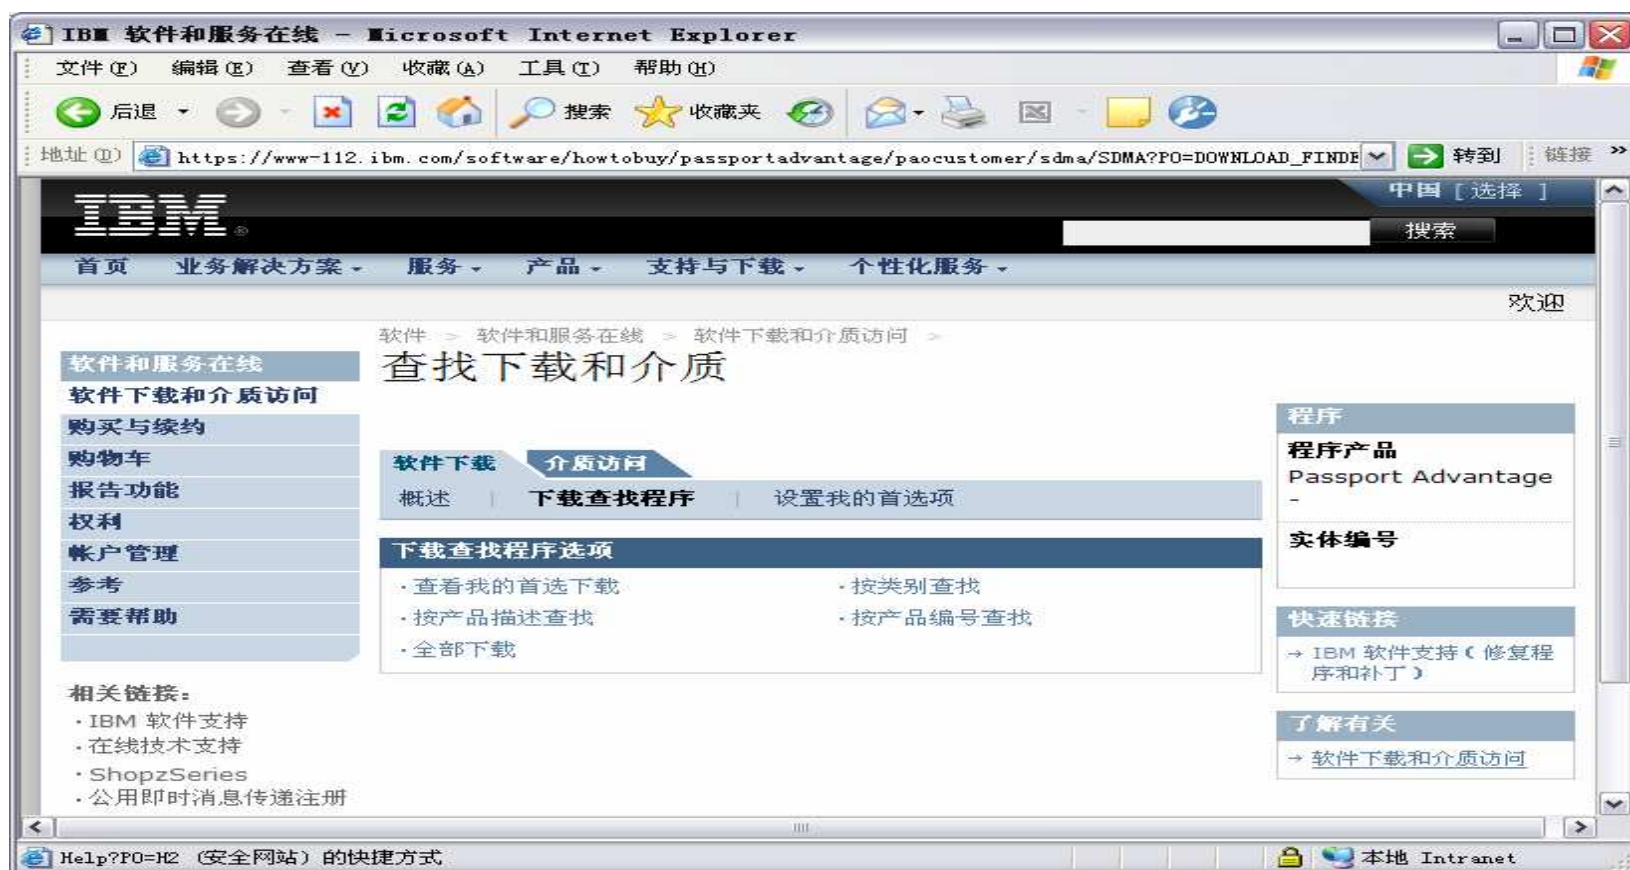 IBM 软件和服务在线 - Microsoft Internet Explorer
文件(F) 编辑(E) 查看(V) 收藏(A) 工具(T) 帮助(H)
后退 搜索 收藏夹
地址(D) https://www-112.ibm.com/software/howtobuy/passportadvantage/paocustomer/sdma/SDMA?PO=DOWNLOAD_FINDE 转到 链接 »
中国 [ 选择 ]
IBM®
搜索
首页 业务解决方案 服务 产品 支持与下载 个性化服务
欢迎
软件 > 软件和服务在线 > 软件下载和介质访问 >
查找下载和介质
软件和服务在线
软件下载和介质访问
购买与续约
购物车
报告功能
权利
帐户管理
参考
需要帮助
相关链接:
· IBM 软件支持
· 在线技术支持
· ShopzSeries
· 公用即时消息传递注册
软件下载 介质访问
概述 | 下载查找程序 | 设置我的首选项
下载查找程序选项
· 查看我的首选下载 · 按类别查找
· 按产品描述查找 · 按产品编号查找
· 全部下载
程序
程序产品
Passport Advantage
-
实体编号
快速链接
→ IBM 软件支持(修复程
序和补丁)
了解有关
→ 软件下载和介质访问
Help?PO=H2 (安全网站) 的快捷方式 本地 Intranet